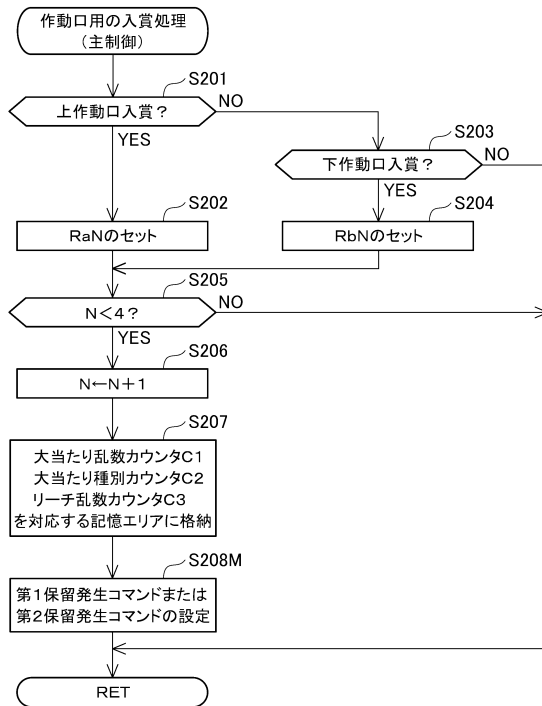 作動口用の入賞処理
(主制御)
S201
上作動口入賞?
NO
YES
S203
下作動口入賞?
NO
YES
S202
RaNのセット
S204
RbNのセット
S205
N<4?
NO
YES
S206
N←N+1
S207
大当たり乱数カウンタC1
大当たり種別カウンタC2
リーチ乱数カウンタC3
を対応する記憶エリアに格納
S208M
第1保留発生コマンドまたは
第2保留発生コマンドの設定
RET